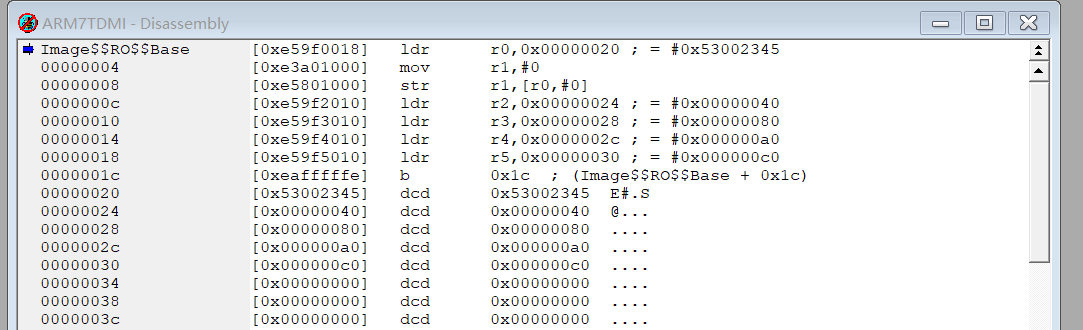 ARM7TDMI - Disassembly
Image$$RO$$Base [0xe59f0018] ldr r0,0x00000020 ; = #0x53002345
00000004 [0xe3a01000] mov r1,#0
00000008 [0xe5801000] str r1,[r0,#0]
0000000c [0xe59f2010] ldr r2,0x00000024 ; = #0x00000040
00000010 [0xe59f3010] ldr r3,0x00000028 ; = #0x00000080
00000014 [0xe59f4010] ldr r4,0x0000002c ; = #0x000000a0
00000018 [0xe59f5010] ldr r5,0x00000030 ; = #0x000000c0
0000001c [0xeafffffe] b 0x1c ; (Image$$RO$$Base + 0x1c)
00000020 [0x53002345] dcd 0x53002345 E#.S
00000024 [0x00000040] dcd 0x00000040 @...
00000028 [0x00000080] dcd 0x00000080 ....
0000002c [0x000000a0] dcd 0x000000a0 ....
00000030 [0x000000c0] dcd 0x000000c0 ....
00000034 [0x00000000] dcd 0x00000000 ....
00000038 [0x00000000] dcd 0x00000000 ....
0000003c [0x00000000] dcd 0x00000000 ....